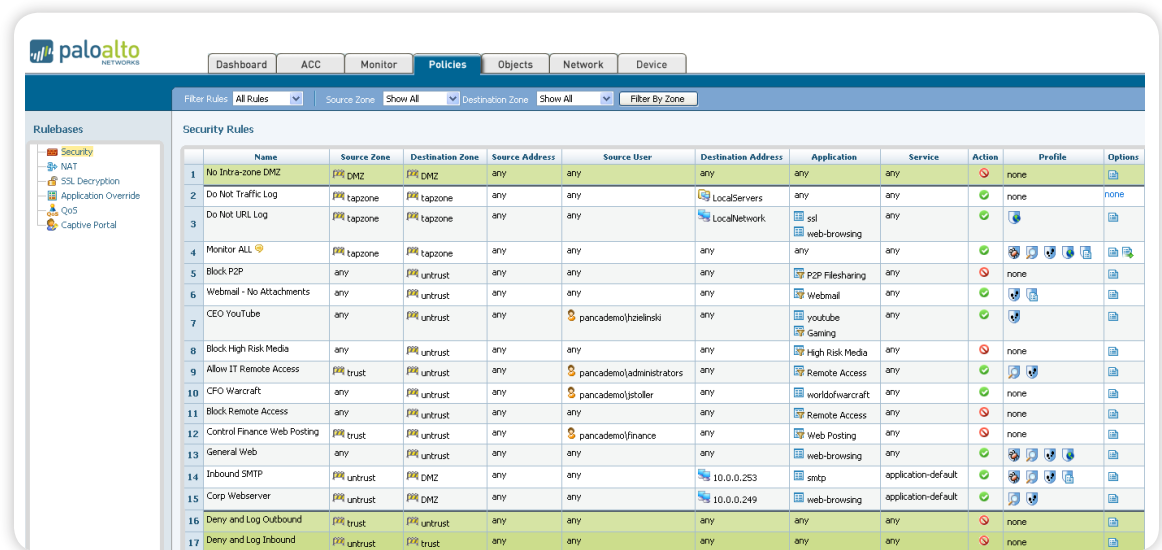 paloalto
NETWORKS
Dashboard ACC Monitor Policies Objects Network Device
Filter Rules All Rules Source Zone Show All Destination Zone Show All Filter By Zone
Rulebases
Security
NAT
SSL Decryption
Application Override
QoS
Captive Portal
Security Rules
Name Source Zone Destination Zone Source Address Source User Destination Address Application Service Action Profile Options
1 No Intra-zone DMZ DMZ DMZ any any any any any none
2 Do Not Traffic Log tapzone tapzone any any LocalServers any any none none
3 Do Not URL Log tapzone tapzone any any LocalNetwork ssl any
web-browsing
4 Monitor ALL tapzone tapzone any any any any any
5 Block P2P any untrust any any any P2P Filesharing any none
6 Webmail - No Attachments any untrust any any any Webmail any
7 CEO YouTube any untrust any pancademo\hzielinski any youtube any
Gaming
8 Block High Risk Media any untrust any any any High Risk Media any none
9 Allow IT Remote Access trust untrust any pancademo\administrators any Remote Access any
10 CFO Warcraft any untrust any pancademo\jstoller any worldofwarcraft any none
11 Block Remote Access any untrust any any any Remote Access any none
12 Control Finance Web Posting trust untrust any pancademo\finance any Web Posting any none
13 General Web any untrust any any any web-browsing any
14 Inbound SMTP untrust DMZ any any 10.0.0.253 smtp application-default
15 Corp Webserver untrust DMZ any any 10.0.0.249 web-browsing application-default
16 Deny and Log Outbound trust untrust any any any any any none
17 Deny and Log Inbound untrust trust any any any any any none